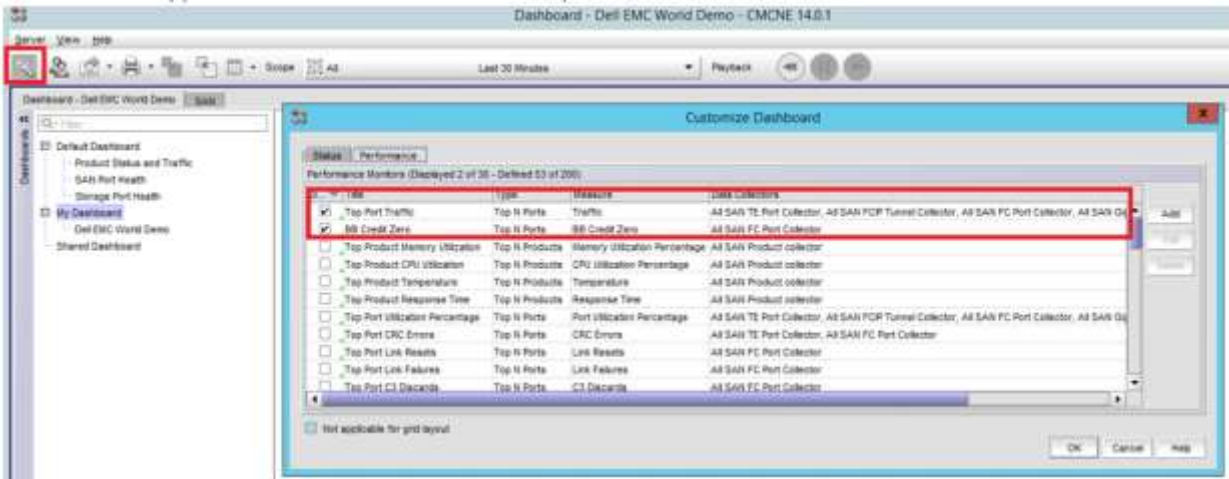 Dashboard - Dell EMC World Demo - CMCNE 14.0.1
Server View Help
Scope All Last 30 Minutes Playback
Dashboard - Dell EMC World Demo SAN
Dashboards
Filter
Default Dashboard
Product Status and Traffic
SAN Port Health
Storage Port Health
My Dashboard
Dell EMC World Demo
Shared Dashboard
Customize Dashboard
Status Performance
Performance Monitors (Displayed 2 of 30 - Defined 53 of 200)
Title Type Measure Data Collectors
Top Port Traffic Top N Ports Traffic All SAN TE Port Collector, All SAN FCIP Tunnel Collector, All SAN FC Port Collector, All SAN
BB Credit Zero Top N Ports BB Credit Zero All SAN FC Port Collector
Top Product Memory Utilization Top N Products Memory Utilization Percentage All SAN Product collector
Top Product CPU Utilization Top N Products CPU Utilization Percentage All SAN Product collector
Top Product Temperature Top N Products Temperature All SAN Product collector
Top Product Response Time Top N Products Response Time All SAN Product collector
Top Port Utilization Percentage Top N Ports Port Utilization Percentage All SAN TE Port Collector, All SAN FCIP Tunnel Collector, All SAN FC Port Collector, All SAN
Top Port CRC Errors Top N Ports CRC Errors All SAN TE Port Collector, All SAN FC Port Collector
Top Port Link Resets Top N Ports Link Resets All SAN FC Port Collector
Top Port Link Failures Top N Ports Link Failures All SAN FC Port Collector
Top Port C3 Discards Top N Ports C3 Discards All SAN FC Port Collector
Add
Edit
Delete
Not applicable for grid layout
OK Cancel Help